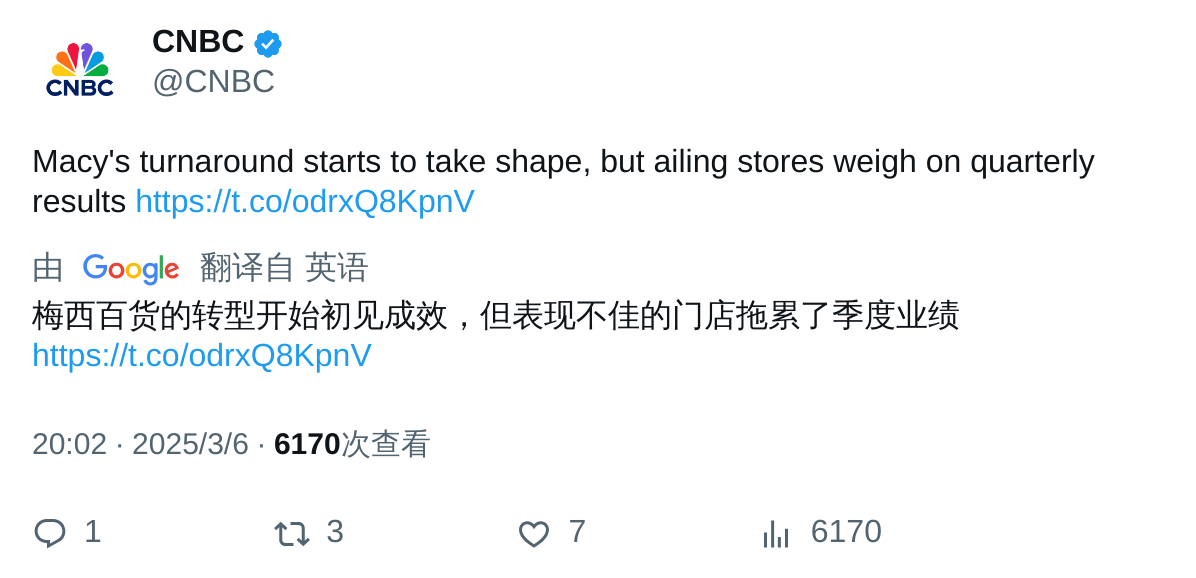 CNBC
CNBC
@CNBC
Macy's turnaround starts to take shape, but ailing stores weigh on quarterly
results https://t.co/odrxQ8KpnV
由 Google 翻译自 英语
梅西百货的转型开始初见成效，但表现不佳的门店拖累了季度业绩
https://t.co/odrxQ8KpnV
20:02 · 2025/3/6 · 6170次查看
1 3 7 6170